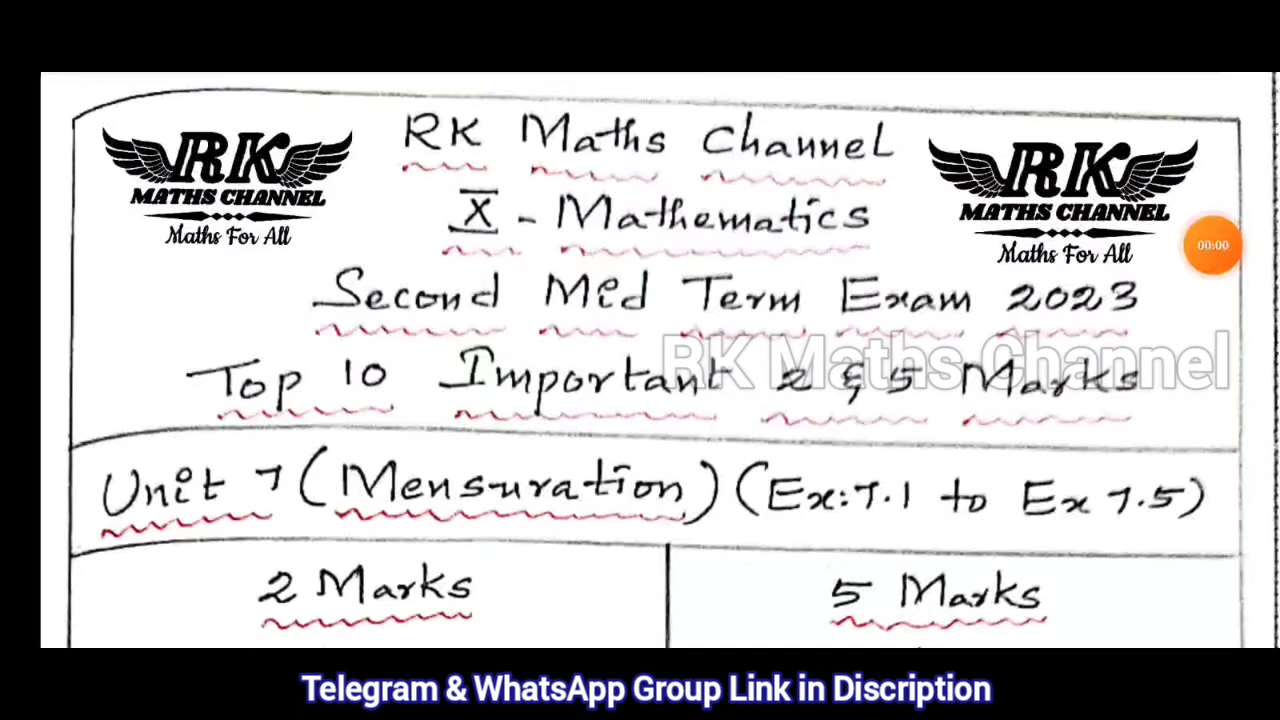 RK
MATHS CHANNEL
Maths For All
RK Maths Channel
X - Mathematics
RK
MATHS CHANNEL
Maths For All
00:00
Second Mid Term Exam 2023
RK Maths Channel
Top 10 Important 2 & 5 Marks
Unit 7 (Mensuration) (Ex:7.1 to Ex 7.5)
2 Marks
5 Marks
Telegram & WhatsApp Group Link in Discription